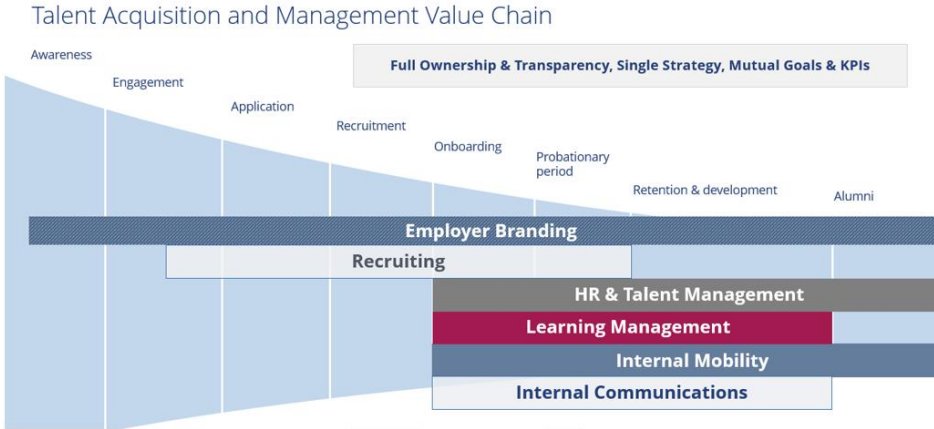 Talent Acquisition and Management Value Chain
Awareness
Full Ownership & Transparency, Single Strategy, Mutual Goals & KPIs
Engagement
Application
Recruitment
Onboarding
Probationary
period
Retention & development
Alumni
Employer Branding
Recruiting
HR & Talent Management
Learning Management
Internal Mobility
Internal Communications